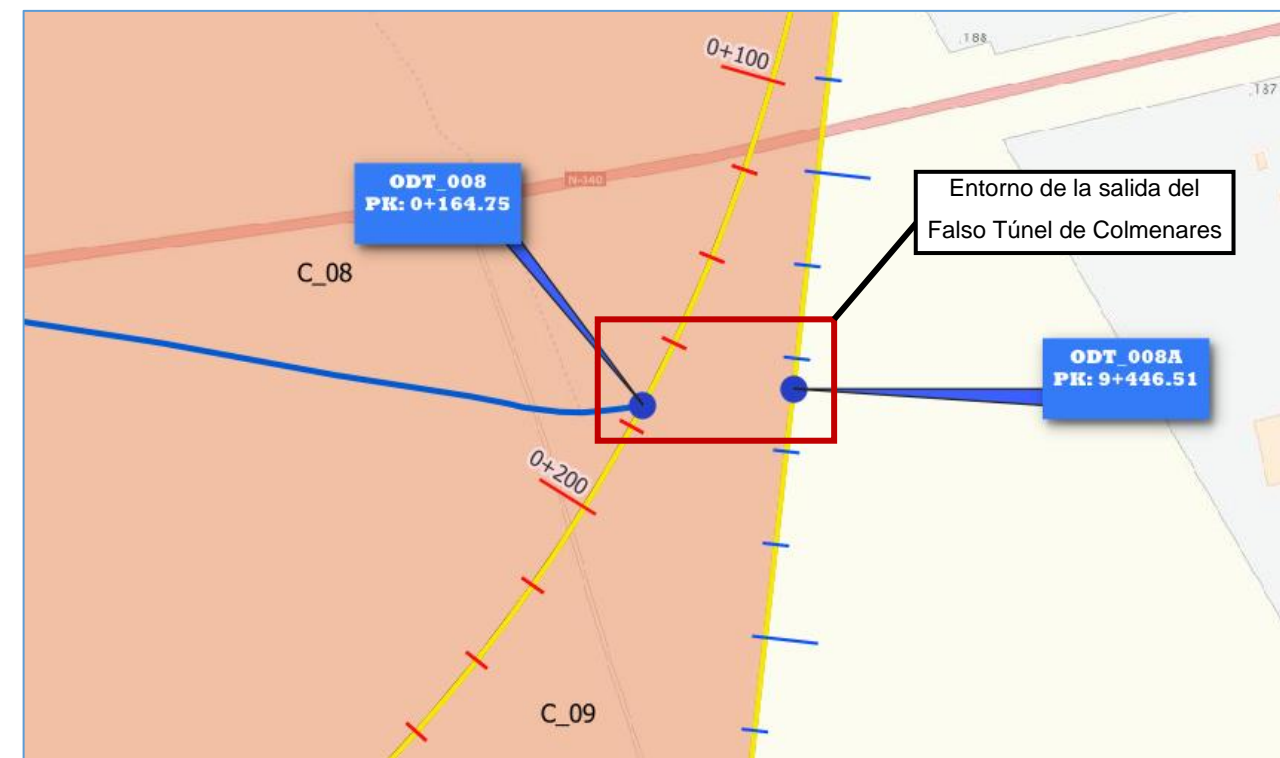 188
0+100
187
ODT_008
PK: 0+164.75
N-340
Entorno de la salida del
Falso Túnel de Colmenares
C_08
ODT_008A
PK: 9+446.51
0+200
C_09